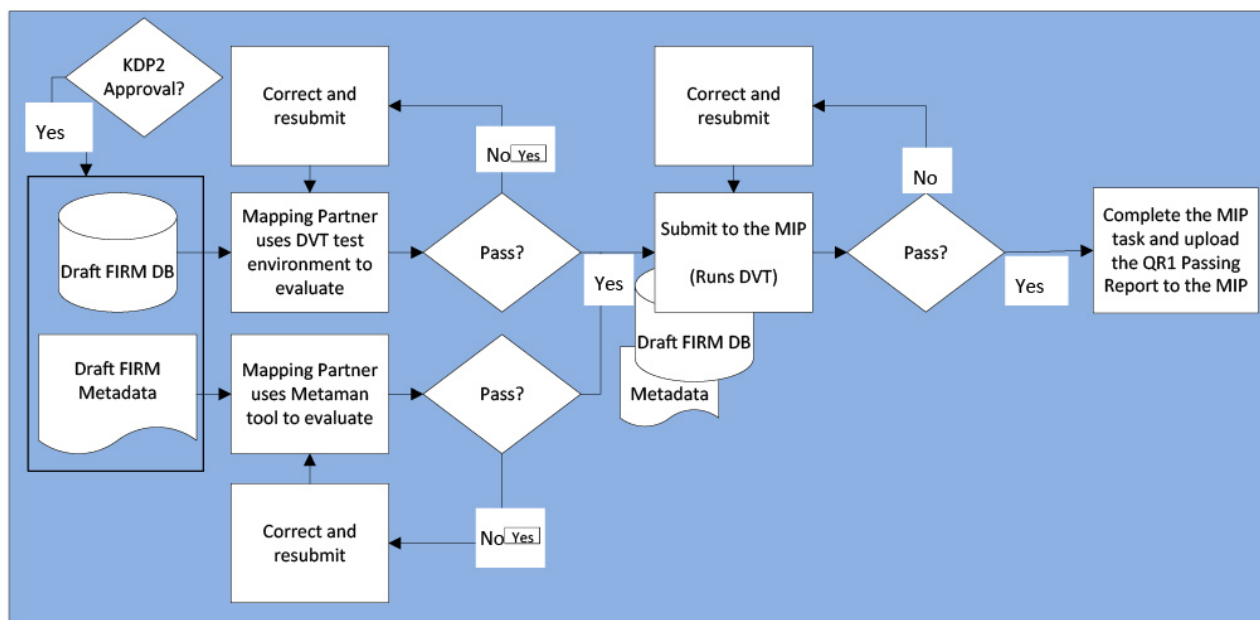 KDP2
Approval?
Yes
Correct and
resubmit
No Yes
Correct and
resubmit
No
Draft FIRM DB
Mapping Partner
uses DVT test
environment to
evaluate
Pass?
Yes
Submit to the MIP
(Runs DVT)
Draft FIRM DB
Metadata
Pass?
Yes
Complete the MIP
task and upload
the QR1 Passing
Report to the MIP
Draft FIRM
Metadata
Mapping Partner
uses Metaman
tool to evaluate
Pass?
Correct and
resubmit
No Yes